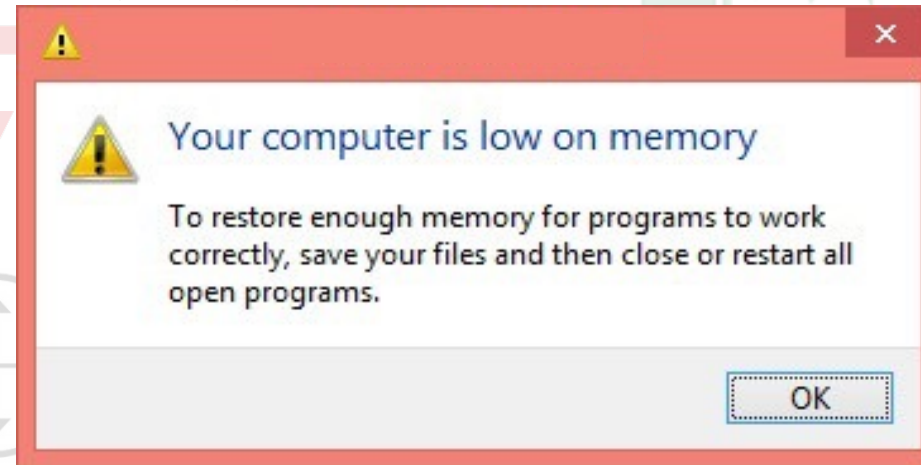 Your computer is low on memory
To restore enough memory for programs to work
correctly, save your files and then close or restart all
open programs.
OK